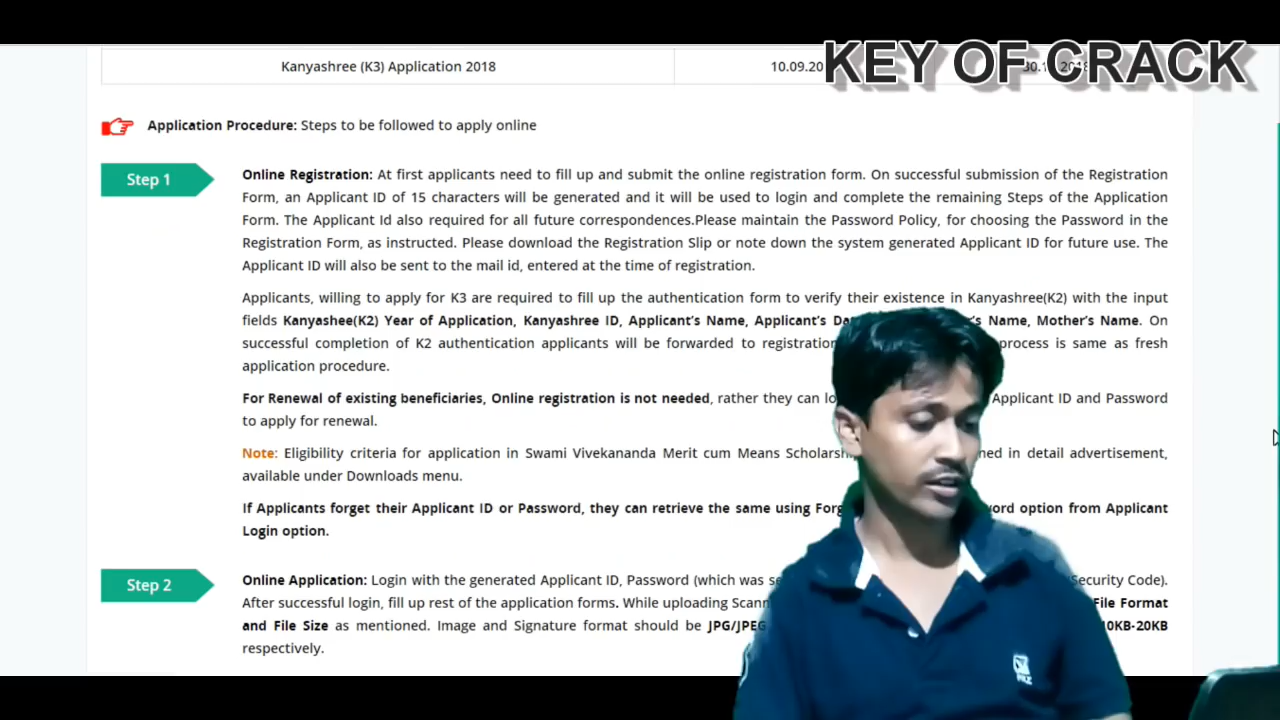 KEY OF CRACK
Kanyashree (K3) Application 2018 10.09.20 30.1 2018
Application Procedure: Steps to be followed to apply online
Step 1
Online Registration: At first applicants need to fill up and submit the online registration form. On successful submission of the Registration
Form, an Applicant ID of 15 characters will be generated and it will be used to login and complete the remaining Steps of the Application
Form. The Applicant Id also required for all future correspondences.Please maintain the Password Policy, for choosing the Password in the
Registration Form, as instructed. Please download the Registration Slip or note down the system generated Applicant ID for future use. The
Applicant ID will also be sent to the mail id, entered at the time of registration.
Applicants, willing to apply for K3 are required to fill up the authentication form to verify their existence in Kanyashree(K2) with the input
fields Kanyashee(K2) Year of Application, Kanyashree ID, Applicant's Name, Applicant's Name, Mother's Name. On
successful completion of K2 authentication applicants will be forwarded to process is same as fresh
application procedure.
For Renewal of existing beneficiaries, Online registration is not needed, rather they can Applicant ID and Password
to apply for renewal.
Note: Eligibility criteria for application in Swami Vivekananda Merit cum Means in detail advertisement,
available under Downloads menu.
If Applicants forget their Applicant ID or Password, they can retrieve the same using option from Applicant
Login option.
Step 2
Online Application: Login with the generated Applicant ID, Password (which was (Security Code).
After successful login, fill up rest of the application forms. While uploading File Format
and File Size as mentioned. Image and Signature format should be JPG/JPEG 10KB-20KB
respectively.